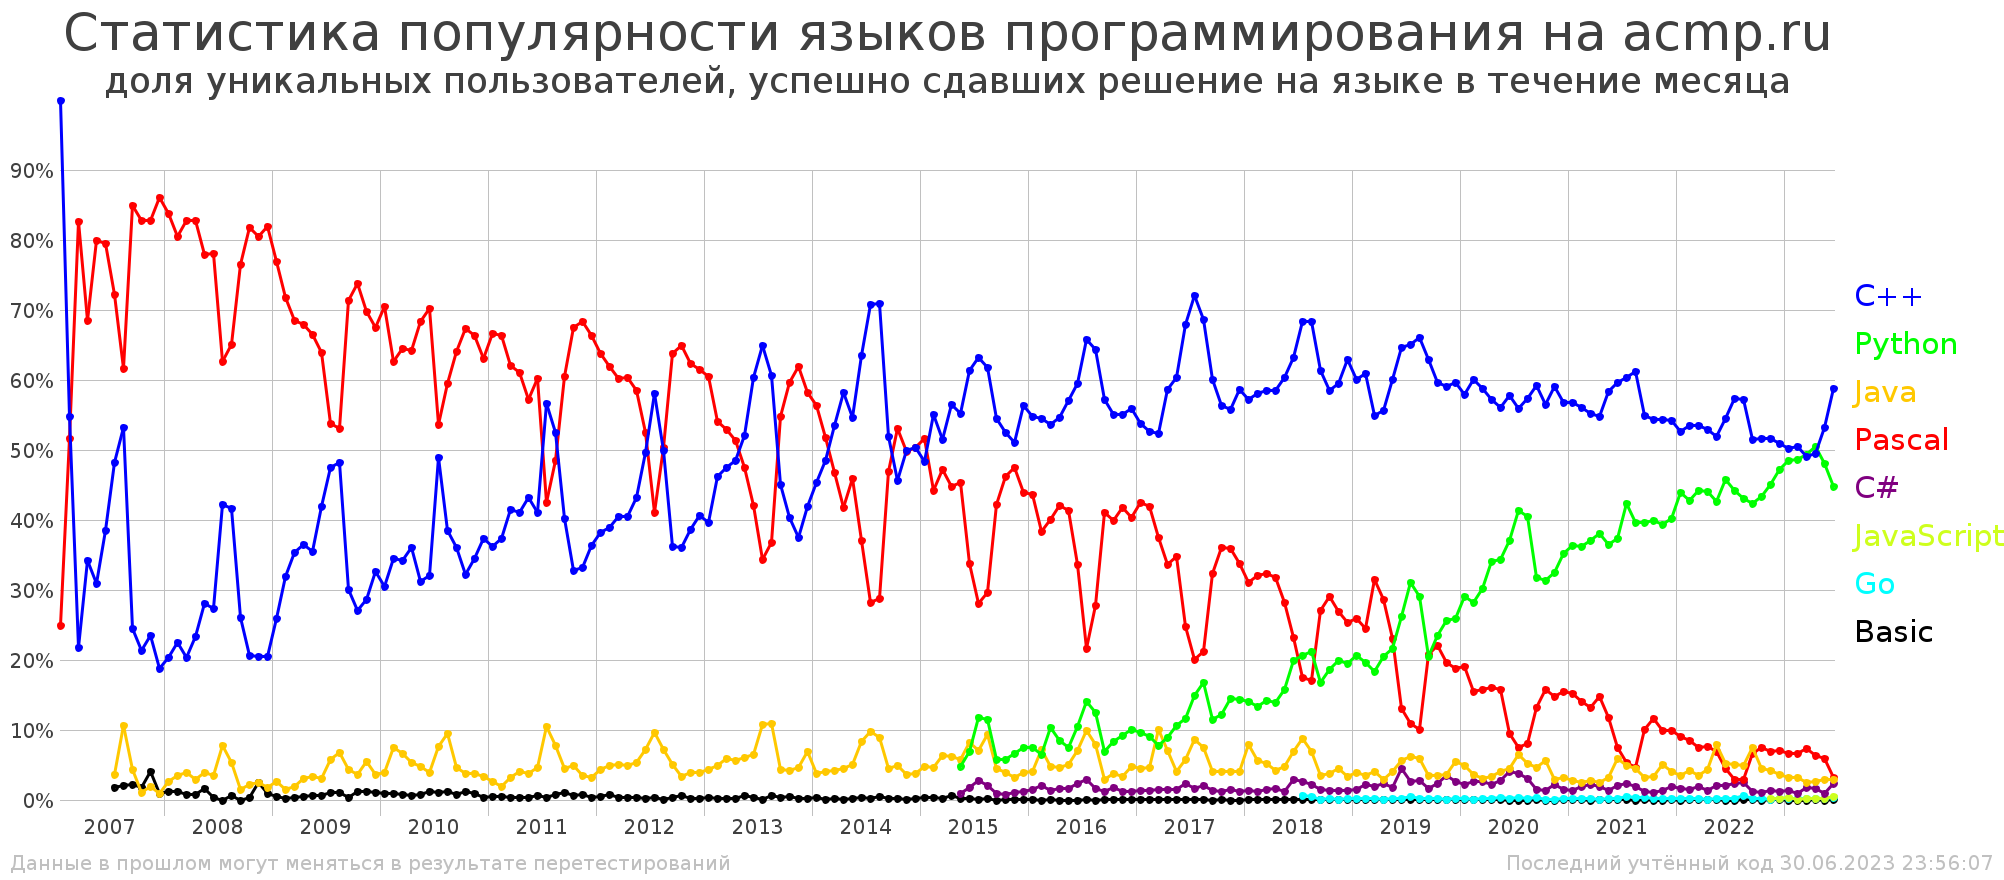 Статистика популярности языков программирования на acmp.ru
доля уникальных пользователей, успешно сдавших решение на языке в течение месяца
90%
80%
70%
60%
50%
40%
30%
20%
10%
0%
2007 2008 2009 2010 2011 2012 2013 2014 2015 2016 2017 2018 2019 2020 2021 2022
C++
Python
Java
Pascal
C#
JavaScript
Go
Basic
Данные в прошлом могут меняться в результате перетестирований
Последний учтённый код 30.06.2023 23:56:07